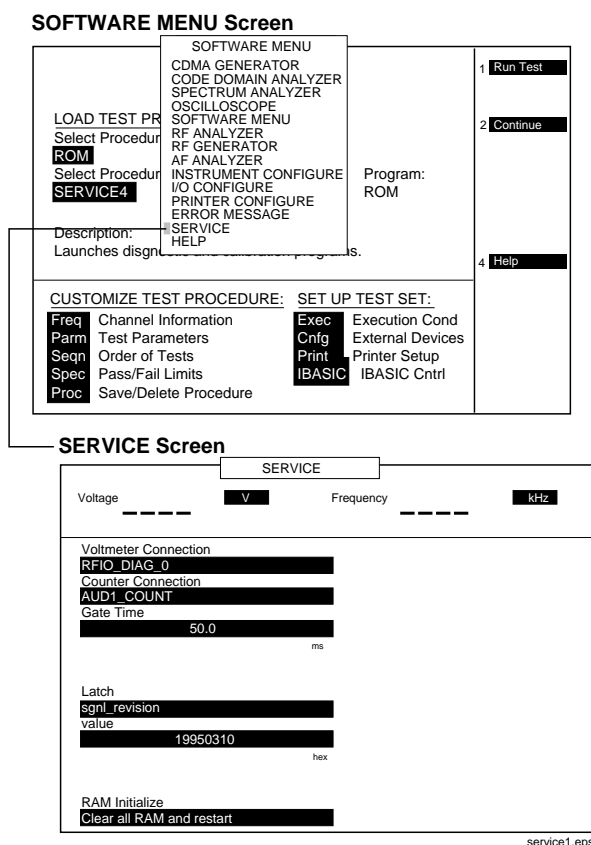 SOFTWARE MENU Screen
SOFTWARE MENU
CDMA GENERATOR
CODE DOMAIN ANALYZER
SPECTRUM ANALYZER
OSCILLOSCOPE
SOFTWARE MENU
RF ANALYZER
RF GENERATOR
AF ANALYZER
INSTRUMENT CONFIGURE
I/O CONFIGURE
PRINTER CONFIGURE
ERROR MESSAGE
SERVICE
HELP
LOAD TEST PR
Select Procedur
ROM
Select Procedur
SERVICE4
Program:
ROM
Description:
Launches disgnostic and calibration programs.
1 Run Test
2 Continue
4 Help
CUSTOMIZE TEST PROCEDURE:
Freq Channel Information
Parm Test Parameters
Seqn Order of Tests
Spec Pass/Fail Limits
Proc Save/Delete Procedure
SET UP TEST SET:
Exec Execution Cond
Cnfg External Devices
Print Printer Setup
IBASIC IBASIC Cntrl
SERVICE Screen
SERVICE
Voltage V Frequency kHz
Voltmeter Connection
RFIO_DIAG_0
Counter Connection
AUD1_COUNT
Gate Time
50.0
ms
Latch
sgnl_revision
value
19950310
hex
RAM Initialize
Clear all RAM and restart
service1.eps